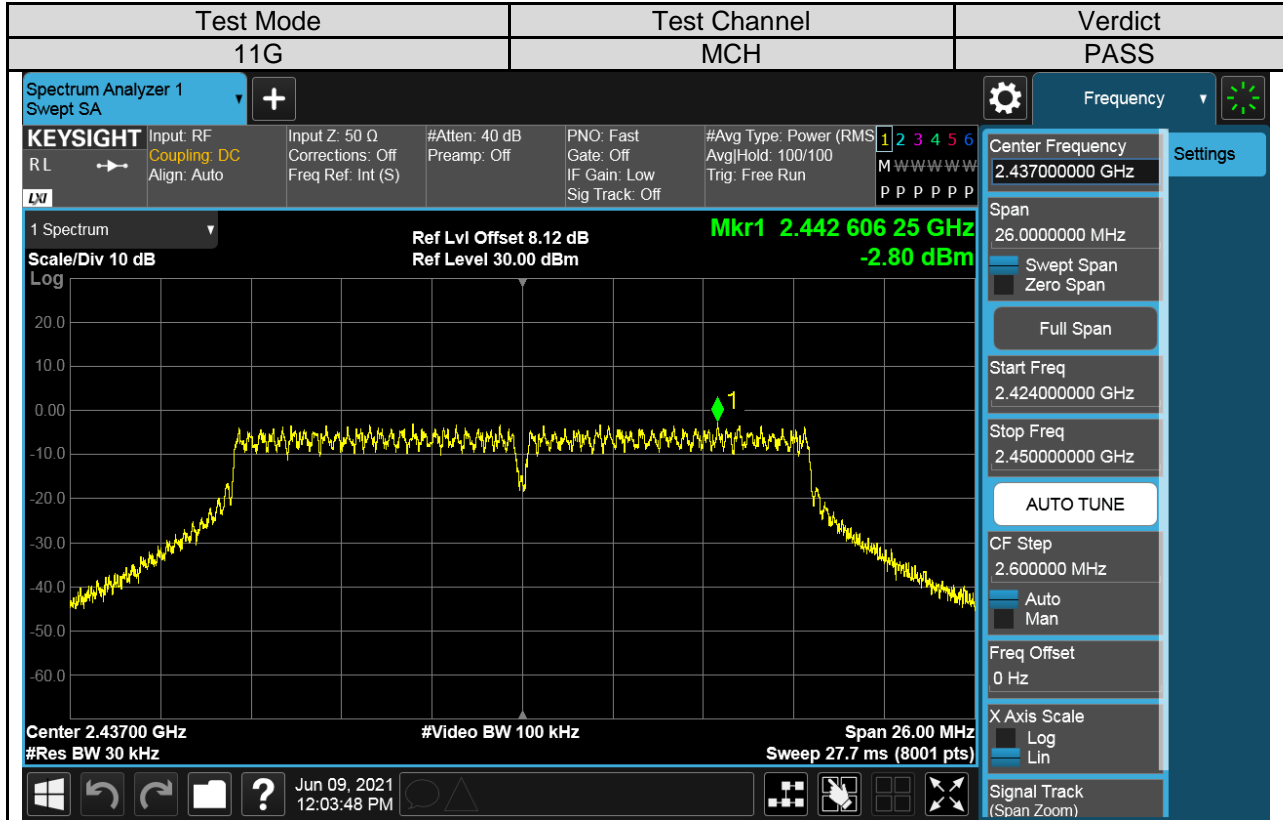 Test Mode Test Channel Verdict
11G MCH PASS
Spectrum Analyzer 1
Swept SA
+
Frequency
KEYSIGHT Input: RF Input Z: 50 Ω #Atten: 40 dB PNO: Fast #Avg Type: Power (RMS 1 2 3 4 5 6
R L Coupling: DC Corrections: Off Preamp: Off Gate: Off Avg|Hold: 100/100 M W W W W W
Align: Auto Freq Ref: Int (S) IF Gain: Low Trig: Free Run
LXI Sig Track: Off P P P P P P
1 Spectrum Ref Lvl Offset 8.12 dB Mkr1 2.442 606 25 GHz
Scale/Div 10 dB Ref Level 30.00 dBm -2.80 dBm
Log
20.0
10.0
0.00
1
-10.0
-20.0
-30.0
-40.0
-50.0
-60.0
Center 2.43700 GHz #Video BW 100 kHz Span 26.00 MHz
#Res BW 30 kHz Sweep 27.7 ms (8001 pts)
? Jun 09, 2021
12:03:48 PM
Center Frequency
2.437000000 GHz
Settings
Span
26.0000000 MHz
Swept Span
Zero Span
Full Span
Start Freq
2.424000000 GHz
Stop Freq
2.450000000 GHz
AUTO TUNE
CF Step
2.600000 MHz
Auto
Man
Freq Offset
0 Hz
X Axis Scale
Log
Lin
Signal Track
(Span Zoom)